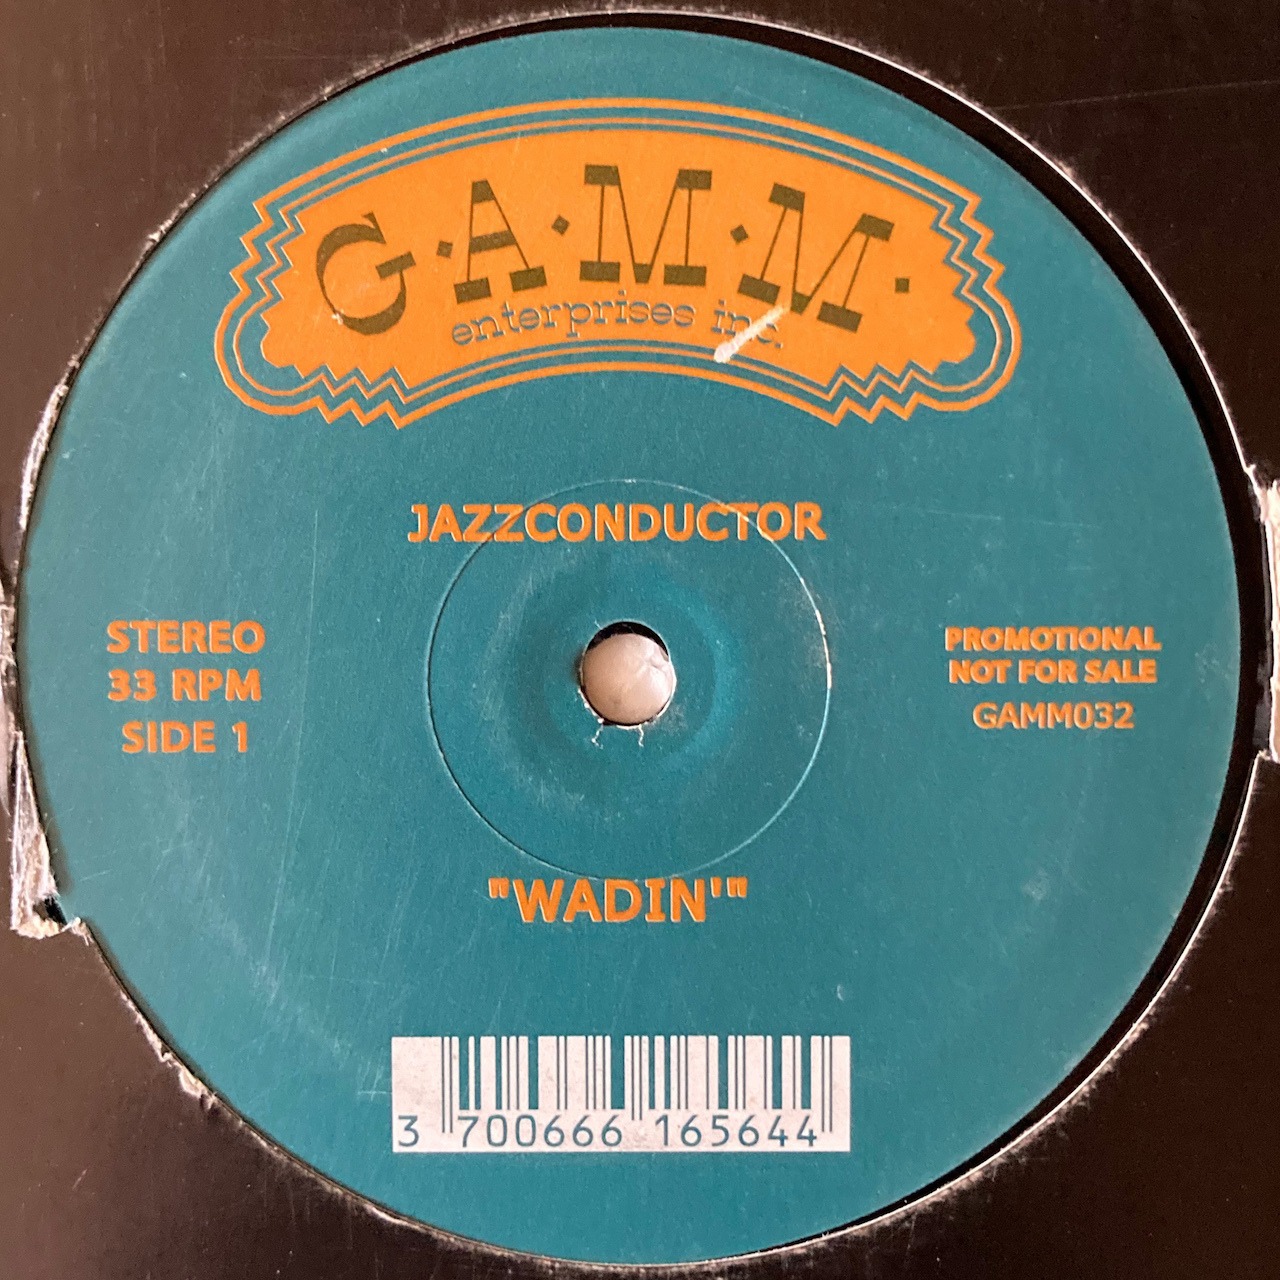 G·A·M·M·
enterprises inc.
JAZZCONDUCTOR
STEREO
33 RPM
SIDE 1
PROMOTIONAL
NOT FOR SALE
GAMM032
"WADIN'"
3 700666 165644